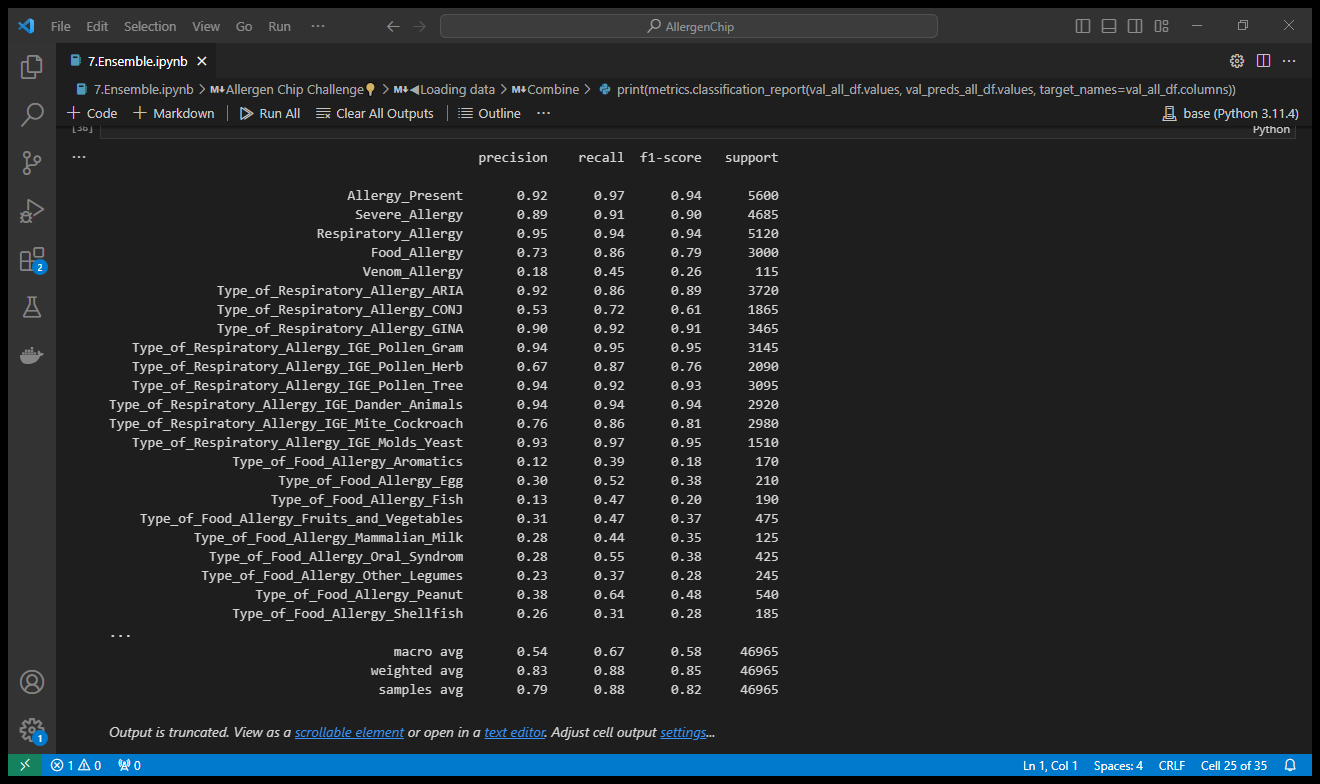 File Edit Selection View Go Run ··· AllergenChip
7.Ensemble.ipynb
7.Ensemble.ipynb > M↓Allergen Chip Challenge > M↓◀Loading data > M↓Combine > print(metrics.classification_report(val_all_df.values, val_preds_all_df.values, target_names=val_all_df.columns))
+ Code + Markdown | Run All Clear All Outputs | Outline ··· base (Python 3.11.4)
[36] Python
... precision recall f1-score support
Allergy_Present 0.92 0.97 0.94 5600
Severe_Allergy 0.89 0.91 0.90 4685
Respiratory_Allergy 0.95 0.94 0.94 5120
Food_Allergy 0.73 0.86 0.79 3000
Venom_Allergy 0.18 0.45 0.26 115
Type_of_Respiratory_Allergy_ARIA 0.92 0.86 0.89 3720
Type_of_Respiratory_Allergy_CONJ 0.53 0.72 0.61 1865
Type_of_Respiratory_Allergy_GINA 0.90 0.92 0.91 3465
Type_of_Respiratory_Allergy_IGE_Pollen_Gram 0.94 0.95 0.95 3145
Type_of_Respiratory_Allergy_IGE_Pollen_Herb 0.67 0.87 0.76 2090
Type_of_Respiratory_Allergy_IGE_Pollen_Tree 0.94 0.92 0.93 3095
Type_of_Respiratory_Allergy_IGE_Dander_Animals 0.94 0.94 0.94 2920
Type_of_Respiratory_Allergy_IGE_Mite_Cockroach 0.76 0.86 0.81 2980
Type_of_Respiratory_Allergy_IGE_Molds_Yeast 0.93 0.97 0.95 1510
Type_of_Food_Allergy_Aromatics 0.12 0.39 0.18 170
Type_of_Food_Allergy_Egg 0.30 0.52 0.38 210
Type_of_Food_Allergy_Fish 0.13 0.47 0.20 190
Type_of_Food_Allergy_Fruits_and_Vegetables 0.31 0.47 0.37 475
Type_of_Food_Allergy_Mammalian_Milk 0.28 0.44 0.35 125
Type_of_Food_Allergy_Oral_Syndrom 0.28 0.55 0.38 425
Type_of_Food_Allergy_Other_Legumes 0.23 0.37 0.28 245
Type_of_Food_Allergy_Peanut 0.38 0.64 0.48 540
Type_of_Food_Allergy_Shellfish 0.26 0.31 0.28 185
...
macro avg 0.54 0.67 0.58 46965
weighted avg 0.83 0.88 0.85 46965
samples avg 0.79 0.88 0.82 46965
Output is truncated. View as a scrollable element or open in a text editor. Adjust cell output settings...
2
1
1 0 0 Ln 1, Col 1 Spaces: 4 CRLF Cell 25 of 35